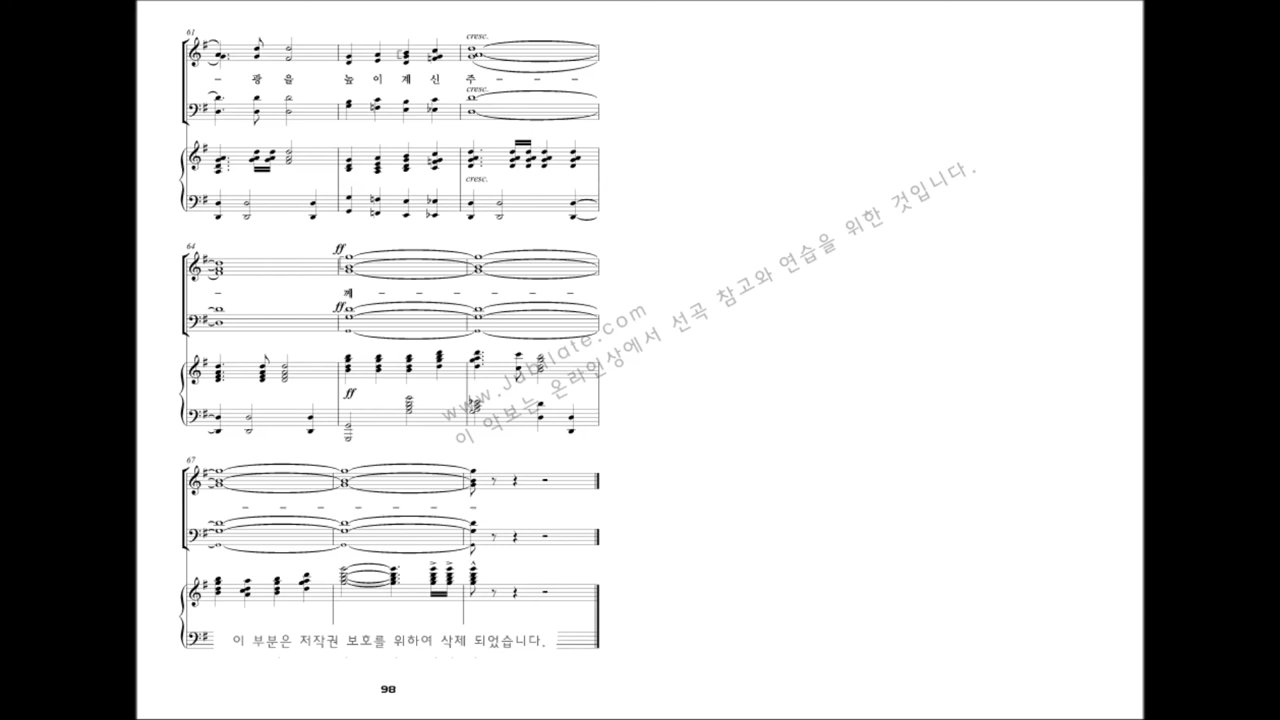 61
cresc.
- 광 을 높 이 계 신 주 - - -
cresc.
cresc.
64
ff
- 께 - - - - - - -
ff
ff
www.Jubilate.com
이 악보는 온라인상에서 선곡 참고와 연습을 위한 것입니다.
67
- - - - - - -
이 부분은 저작권 보호를 위하여 삭제 되었습니다.
98